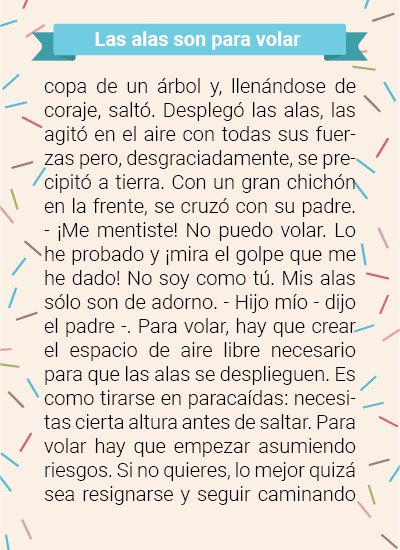 Las alas son para volar
copa de un árbol y, llenándose de
coraje, saltó. Desplegó las alas, las
agitó en el aire con todas sus fuer-
zas pero, desgraciadamente, se pre-
cipitó a tierra. Con un gran chichón
en la frente, se cruzó con su padre.
- ¡Me mentiste! No puedo volar. Lo
he probado y ¡mira el golpe que me
he dado! No soy como tú. Mis alas
sólo son de adorno. - Hijo mío - dijo
el padre -. Para volar, hay que crear
el espacio de aire libre necesario
para que las alas se desplieguen. Es
como tirarse en paracaídas: necesi-
tas cierta altura antes de saltar. Para
volar hay que empezar asumiendo
riesgos. Si no quieres, lo mejor quizá
sea resignarse y seguir caminando